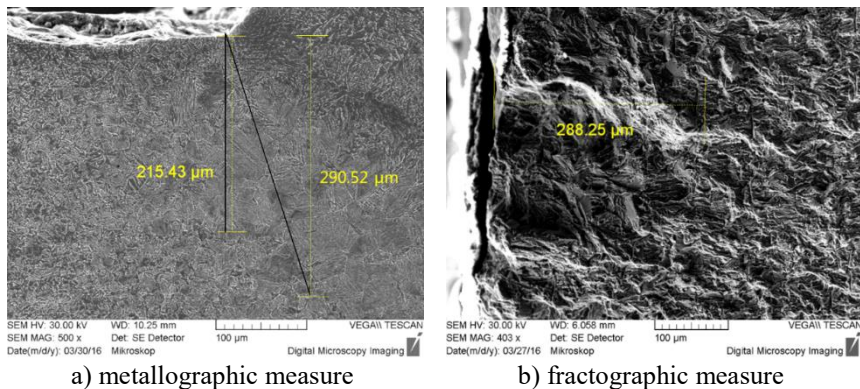 215.43 µm
290.52 µm
SEM HV: 30.00 kV WD: 10.25 mm VEGA\\ TESCAN
SEM MAG: 500 x Det: SE Detector 100 µm
Date(m/d/y): 03/30/16 Mikroskop Digital Microscopy Imaging
288.25 µm
SEM HV: 30.00 kV WD: 6.058 mm VEGA\\ TESCAN
SEM MAG: 403 x Det: SE Detector 100 µm
Date(m/d/y): 03/27/16 Mikroskop Digital Microscopy Imaging
a) metallographic measure
b) fractographic measure